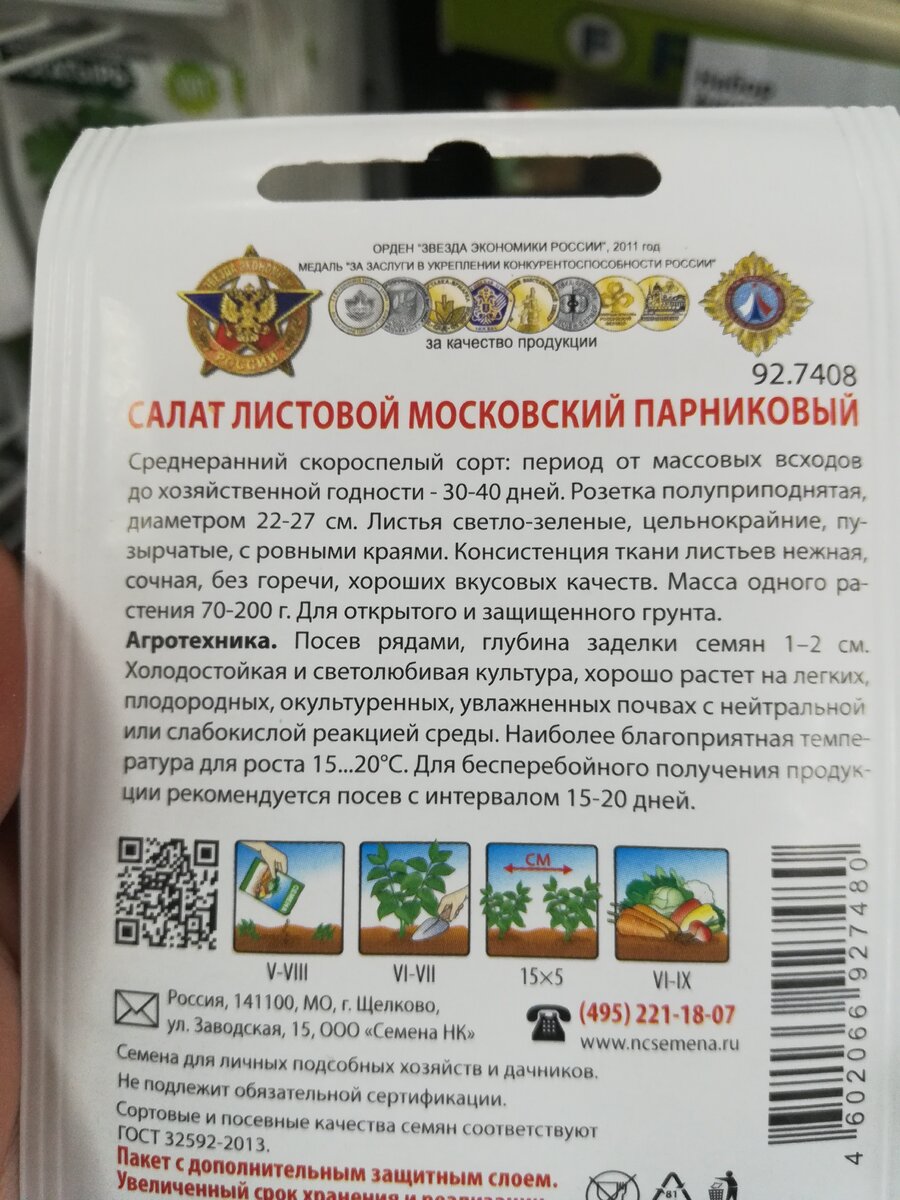 ОРДЕН "ЗВЕЗДА ЭКОНОМИКИ РОССИИ", 2011 год
МЕДАЛЬ "ЗА ЗАСЛУГИ В УКРЕПЛЕНИИ КОНКУРЕНТОСПОСОБНОСТИ РОССИИ"
РОССИИ
за качество продукции
92.7408
САЛАТ ЛИСТОВОЙ МОСКОВСКИЙ ПАРНИКОВЫЙ
Среднеранний скороспелый сорт: период от массовых всходов
до хозяйственной годности - 30-40 дней. Розетка полуприподнятая,
диаметром 22-27 см. Листья светло-зеленые, цельнокрайние, пу-
зырчатые, с ровными краями. Консистенция ткани листьев нежная,
сочная, без горечи, хороших вкусовых качеств. Масса одного ра-
стения 70-200 г. Для открытого и защищенного грунта.
Агротехника. Посев рядами, глубина заделки семян 1–2 см.
Холодостойкая и светолюбивая культура, хорошо растет на легких,
плодородных, окультуренных, увлажненных почвах с нейтральной
или слабокислой реакцией среды. Наиболее благоприятная темпе-
ратура для роста 15...20°С. Для бесперебойного получения продук-
ции рекомендуется посев с интервалом 15-20 дней.
СМ
V-VIII VI-VII 15×5 VI-IX
Россия, 141100, МО, г. Щелково,
ул. Заводская, 15, ООО «Семена НК»
(495) 221-18-07
www.ncsemena.ru
Семена для личных подсобных хозяйств и дачников.
Не подлежит обязательной сертификации.
Сортовые и посевные качества семян соответствуют
ГОСТ 32592-2013.
Пакет с дополнительным защитным слоем.
Увеличенный срок хранения и реализации
81
4 602066 927480